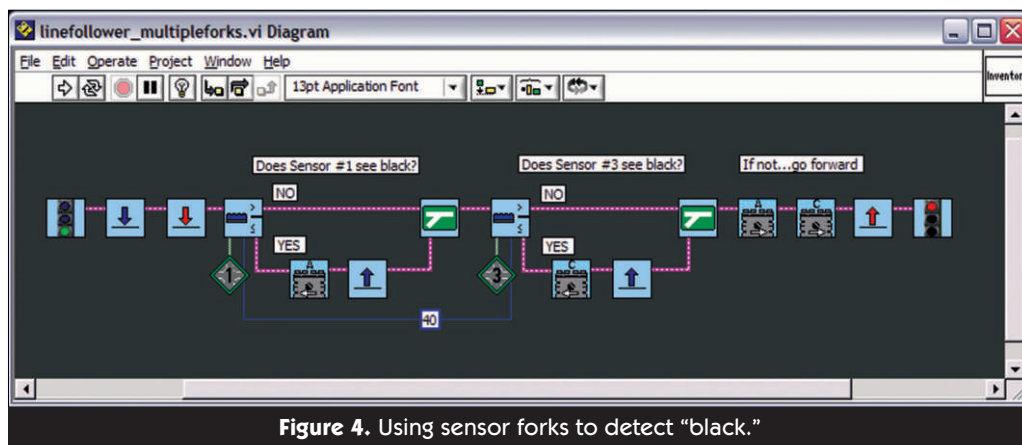 linefollower_multipleforks.vi Diagram
File Edit Operate Project Window Help
13pt Application Font
Inventor
Does Sensor #1 see black?
Does Sensor #3 see black?
If not...go forward
NO
NO
> ≤
> ≤
A
C
YES
YES
1
A
3
C
40
Figure 4. Using sensor forks to detect “black.”